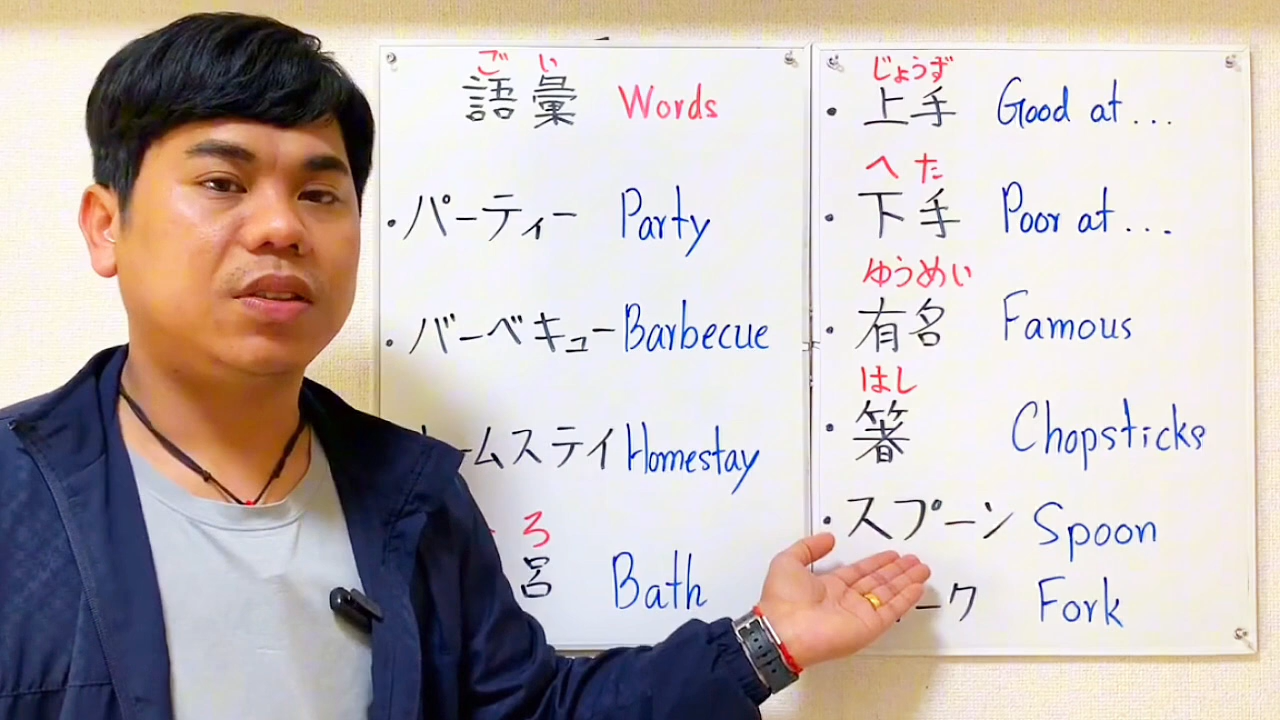 ごい
語彙 Words
・パーティー Party
・バーベキュー Barbecue
ームステイ Homestay
ろ
呂 Bath
じょうず
・上手 Good at ...
へた
・下手 Poor at ...
ゆうめい
・有名 Famous
はし
・箸 Chopsticks
・スプーン Spoon
ーク Fork